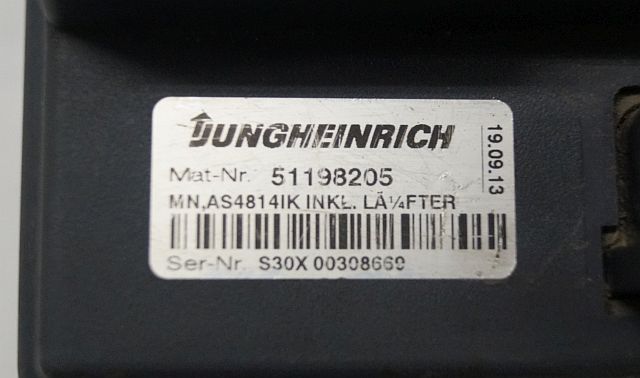 JUNGHEINRICH
Mat-Nr. 51198205
MN,AS4814IK INKL. LÃ¼FTER
Ser-Nr. S30X 00308669
19.09.13